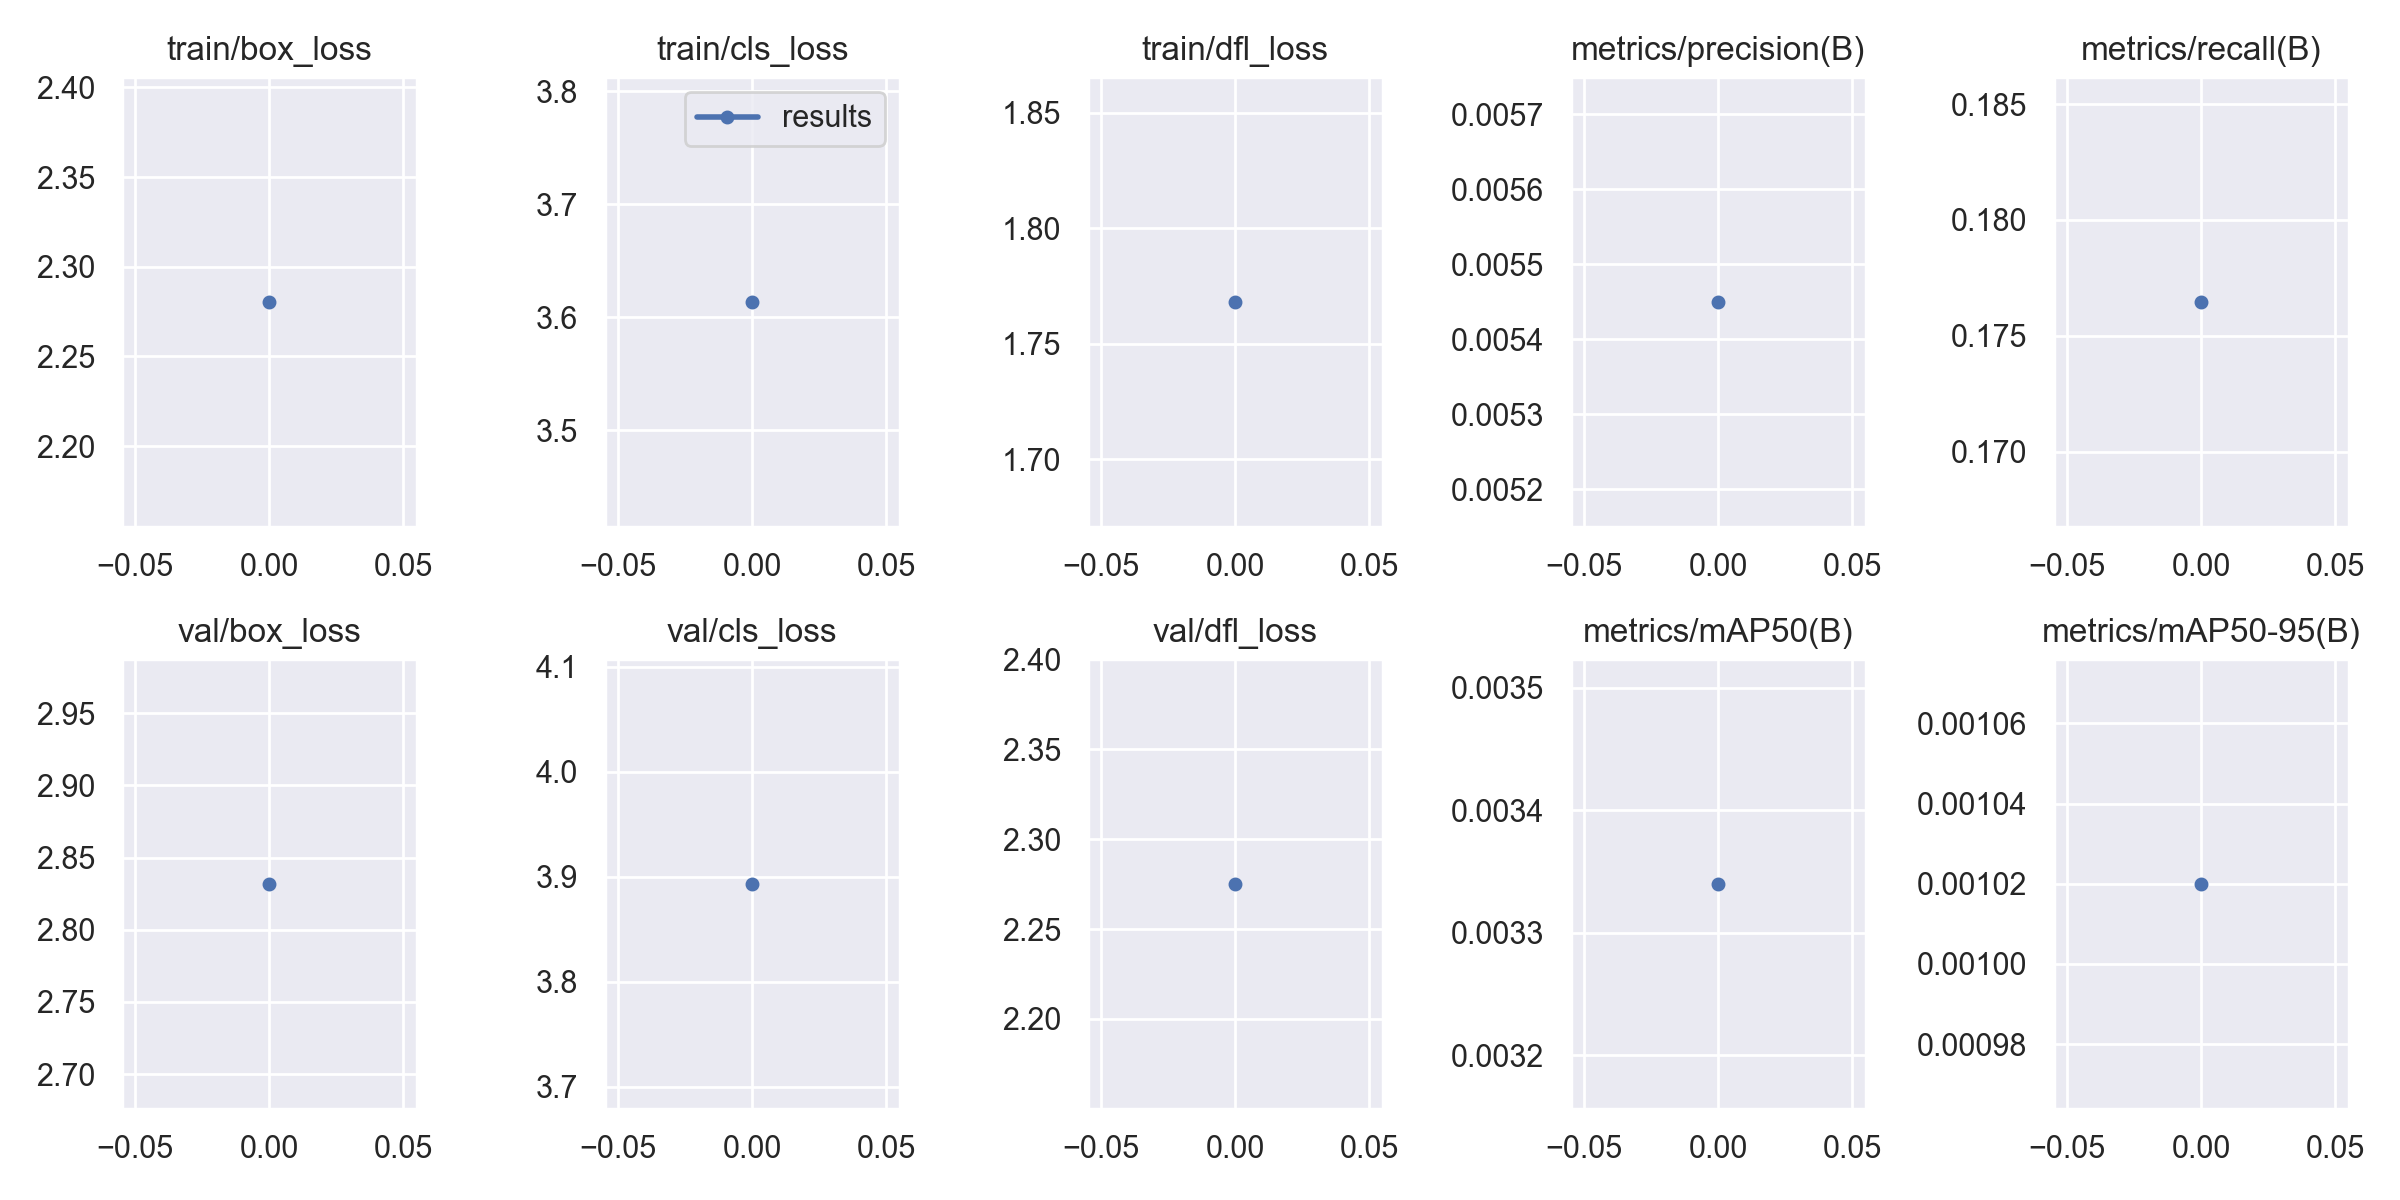 train/box_loss
2.40
2.35
2.30
2.25
2.20
−0.05 0.00 0.05
train/cls_loss
results
3.8
3.7
3.6
3.5
−0.05 0.00 0.05
train/dfl_loss
1.85
1.80
1.75
1.70
−0.05 0.00 0.05
metrics/precision(B)
0.0057
0.0056
0.0055
0.0054
0.0053
0.0052
−0.05 0.00 0.05
metrics/recall(B)
0.185
0.180
0.175
0.170
−0.05 0.00 0.05
val/box_loss
2.95
2.90
2.85
2.80
2.75
2.70
−0.05 0.00 0.05
val/cls_loss
4.1
4.0
3.9
3.8
3.7
−0.05 0.00 0.05
val/dfl_loss
2.40
2.35
2.30
2.25
2.20
−0.05 0.00 0.05
metrics/mAP50(B)
0.0035
0.0034
0.0033
0.0032
−0.05 0.00 0.05
metrics/mAP50-95(B)
0.00106
0.00104
0.00102
0.00100
0.00098
−0.05 0.00 0.05